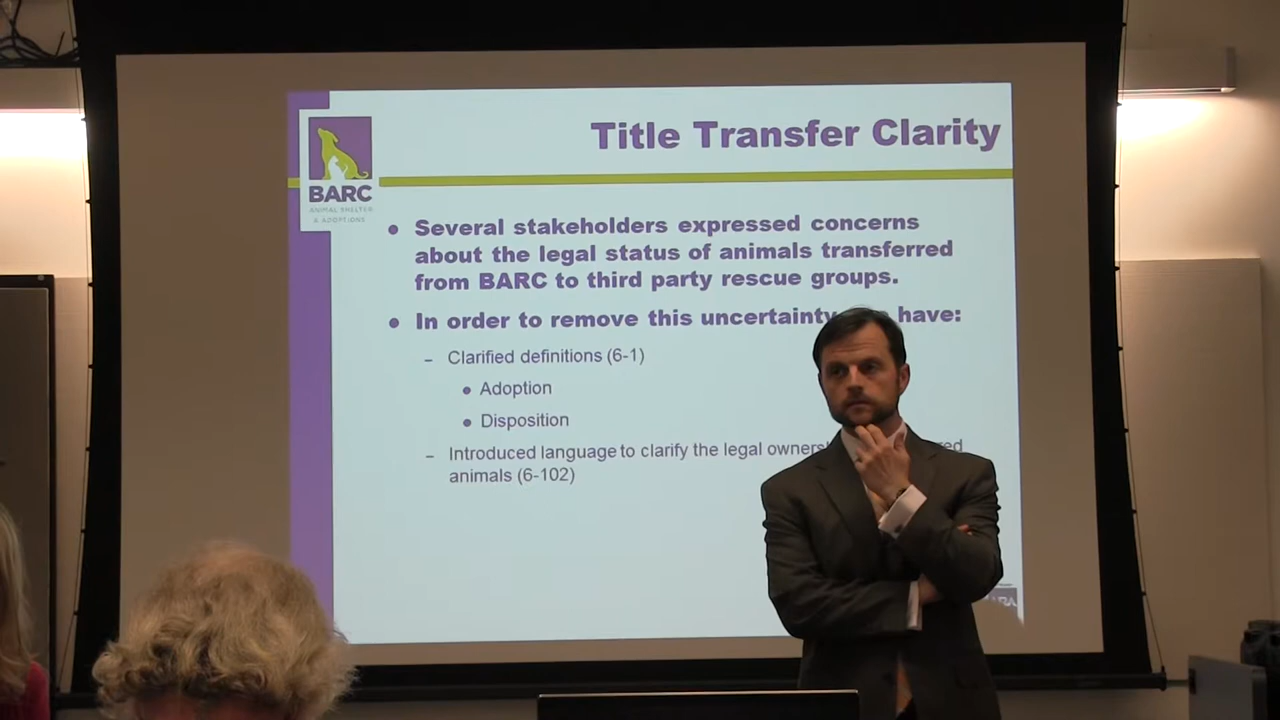 Title Transfer Clarity
BARC
ANIMAL SHELTER
& ADOPTIONS
• Several stakeholders expressed concerns
about the legal status of animals transferred
from BARC to third party rescue groups.
• In order to remove this uncertainty have:
– Clarified definitions (6-1)
• Adoption
• Disposition
– Introduced language to clarify the legal
animals (6-102)